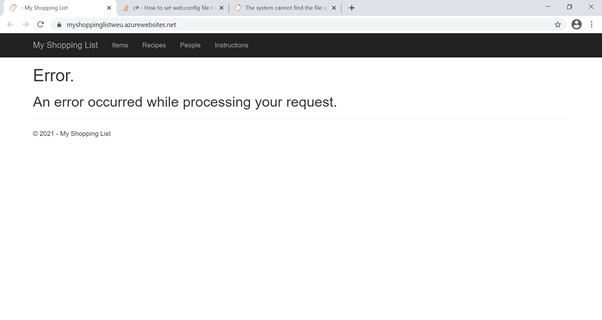 - My Shopping List
c# - How to set web.config file t
The system cannot find the file s
myshoppinglistweu.azurewebsites.net
My Shopping List Items Recipes People Instructions
Error.
An error occurred while processing your request.
© 2021 - My Shopping List